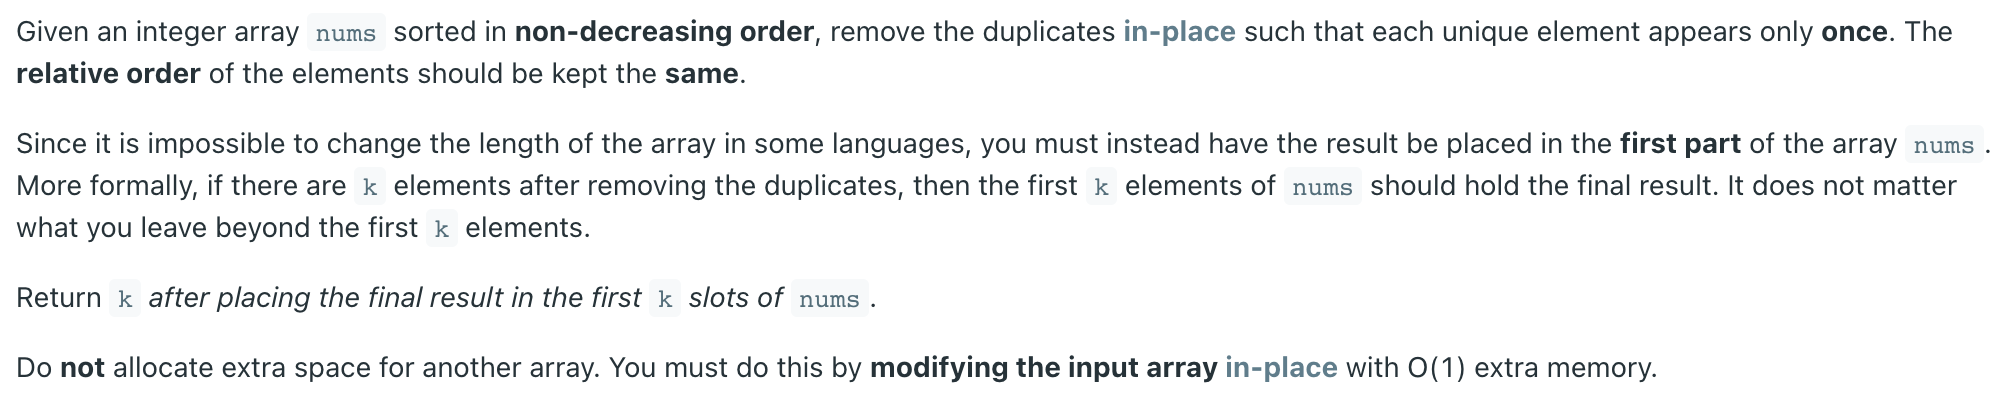 Given an integer array nums sorted in non-decreasing order, remove the duplicates in-place such that each unique element appears only once. The
relative order of the elements should be kept the same.
Since it is impossible to change the length of the array in some languages, you must instead have the result be placed in the first part of the array nums.
More formally, if there are k elements after removing the duplicates, then the first k elements of nums should hold the final result. It does not matter
what you leave beyond the first k elements.
Return k after placing the final result in the first k slots of nums.
Do not allocate extra space for another array. You must do this by modifying the input array in-place with O(1) extra memory.